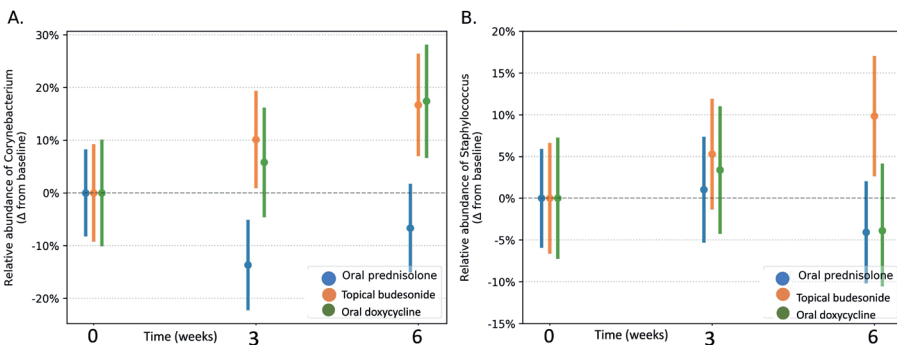 A.
Relative abundance of Corynebacterium
(Δ from baseline)
30%
20%
10%
0%
-10%
-20%
Oral prednisolone
Topical budesonide
Oral doxycycline
0
Time (weeks)
3
6
B.
Relative abundance of Staphylococcus
(Δ from baseline)
20%
15%
10%
5%
0%
-5%
-10%
-15%
Oral prednisolone
Topical budesonide
Oral doxycycline
0
Time (weeks)
3
6